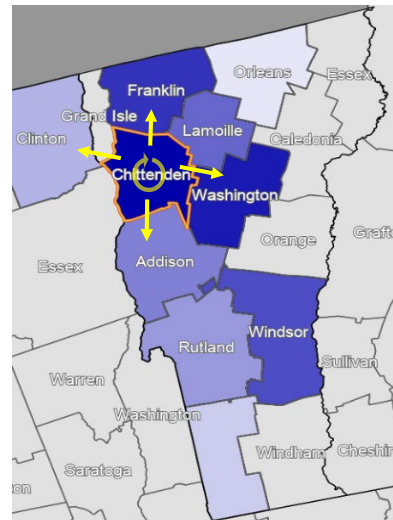 Orleans
Essex
Franklin
Grand Isle
Lamoille
Clinton
Caledonia
Chittenden
Washington
Orange
Graft
Essex
Addison
Windsor
Rutland
Sullivan
Warren
Washington
Windham
Cheshir
Saratoga
on